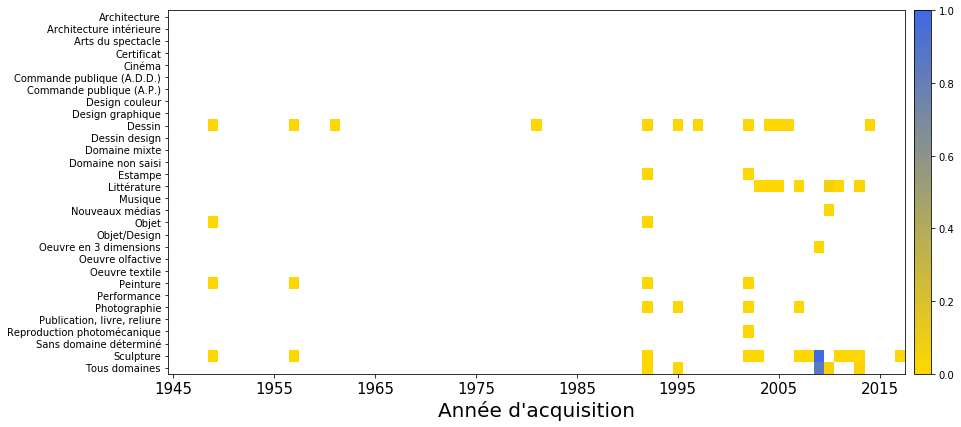 Architecture
Architecture intérieure
Arts du spectacle
Certificat
Cinéma
Commande publique (A.D.D.)
Commande publique (A.P.)
Design couleur
Design graphique
Dessin
Dessin design
Domaine mixte
Domaine non saisi
Estampe
Littérature
Musique
Nouveaux médias
Objet
Objet/Design
Oeuvre en 3 dimensions
Oeuvre olfactive
Oeuvre textile
Peinture
Performance
Photographie
Publication, livre, reliure
Reproduction photomécanique
Sans domaine déterminé
Sculpture
Tous domaines
1945 1955 1965 1975 1985 1995 2005 2015
Année d'acquisition
1.0
0.8
0.6
0.4
0.2
0.0